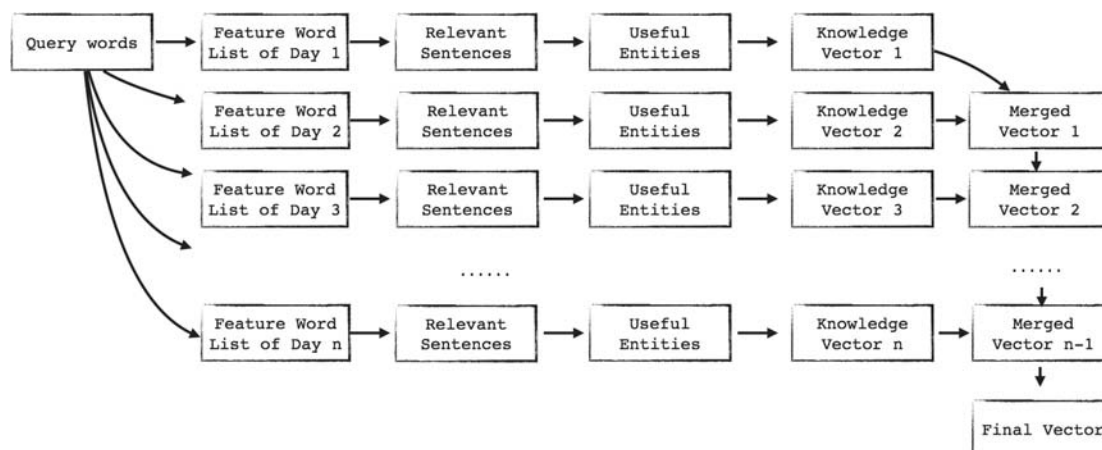 Query words
Feature Word
List of Day 1
Relevant
Sentences
Useful
Entities
Knowledge
Vector 1
Feature Word
List of Day 2
Relevant
Sentences
Useful
Entities
Knowledge
Vector 2
Merged
Vector 1
Feature Word
List of Day 3
Relevant
Sentences
Useful
Entities
Knowledge
Vector 3
Merged
Vector 2
......
......
Feature Word
List of Day n
Relevant
Sentences
Useful
Entities
Knowledge
Vector n
Merged
Vector n-1
Final Vector